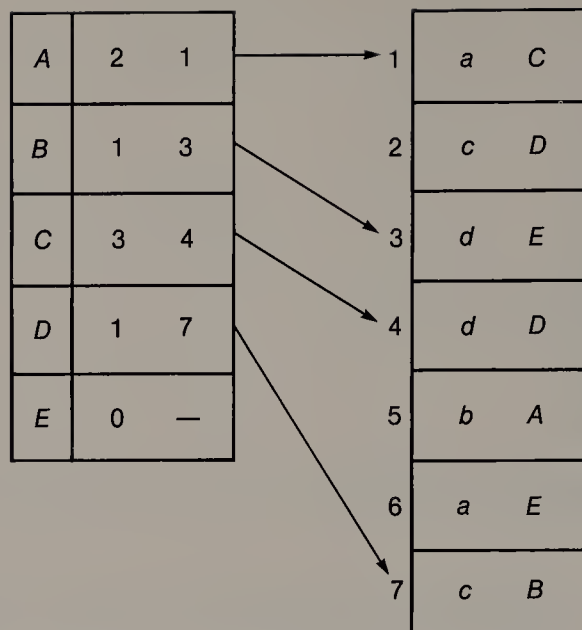 A 2 1
B 1 3
C 3 4
D 1 7
E 0 —
1 a C
2 c D
3 d E
4 d D
5 b A
6 a E
7 c B